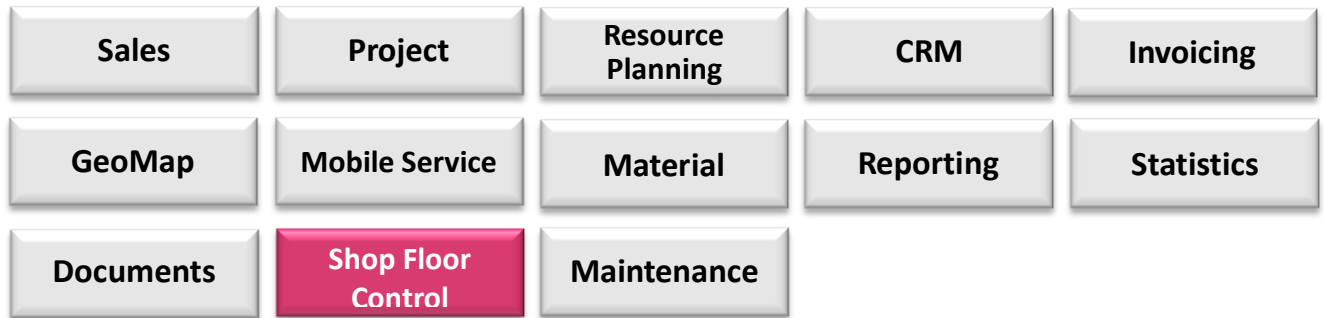 Sales
Project
Resource
Planning
CRM
Invoicing
GeoMap
Mobile Service
Material
Reporting
Statistics
Documents
Shop Floor
Control
Maintenance